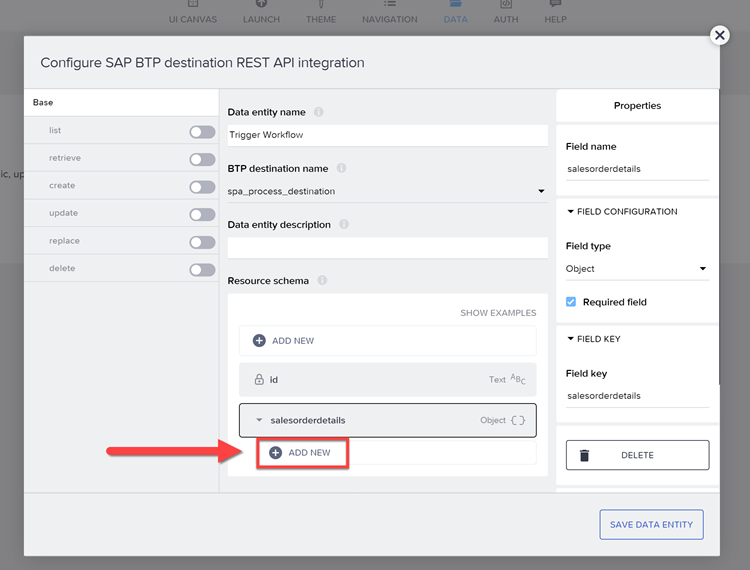 UI CANVAS LAUNCH THEME NAVIGATION DATA AUTH HELP
Configure SAP BTP destination REST API integration
Base
list
retrieve
create
update
replace
delete
ic, up
Data entity name
Trigger Workflow
BTP destination name
spa_process_destination
Data entity description
Resource schema
SHOW EXAMPLES
ADD NEW
id Text ABC
salesorderdetails Object { }
ADD NEW
Properties
Field name
salesorderdetails
FIELD CONFIGURATION
Field type
Object
Required field
FIELD KEY
Field key
salesorderdetails
DELETE
SAVE DATA ENTITY